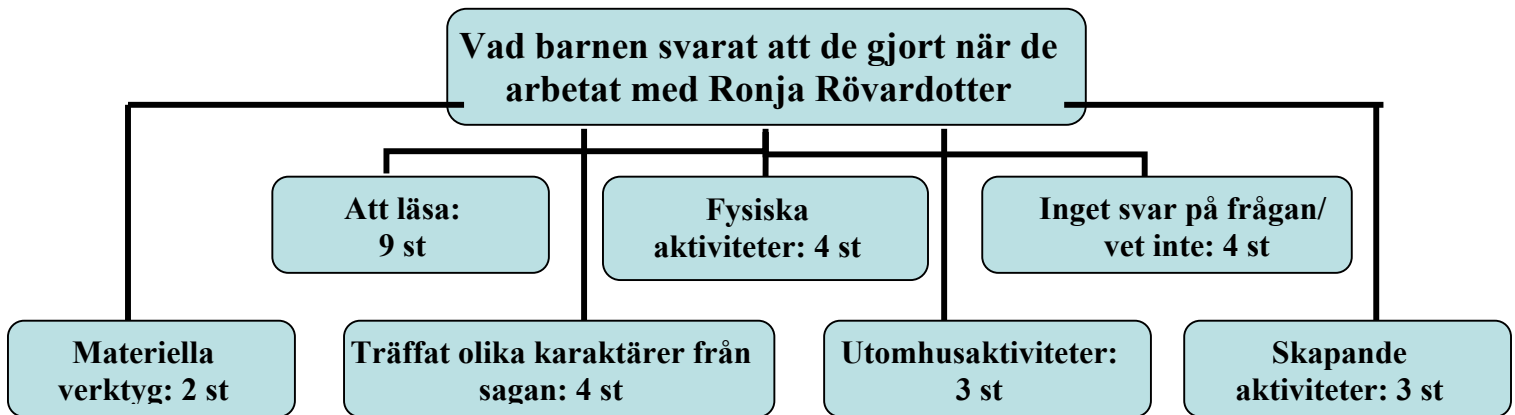 Vad barnen svarat att de gjort när de
arbetat med Ronja Rövardotter
Att läsa:
9 st
Fysiska
aktiviteter: 4 st
Inget svar på frågan/
vet inte: 4 st
Materiella
verktyg: 2 st
Träffat olika karaktärer från
sagan: 4 st
Utomhusaktiviteter:
3 st
Skapande
aktiviteter: 3 st